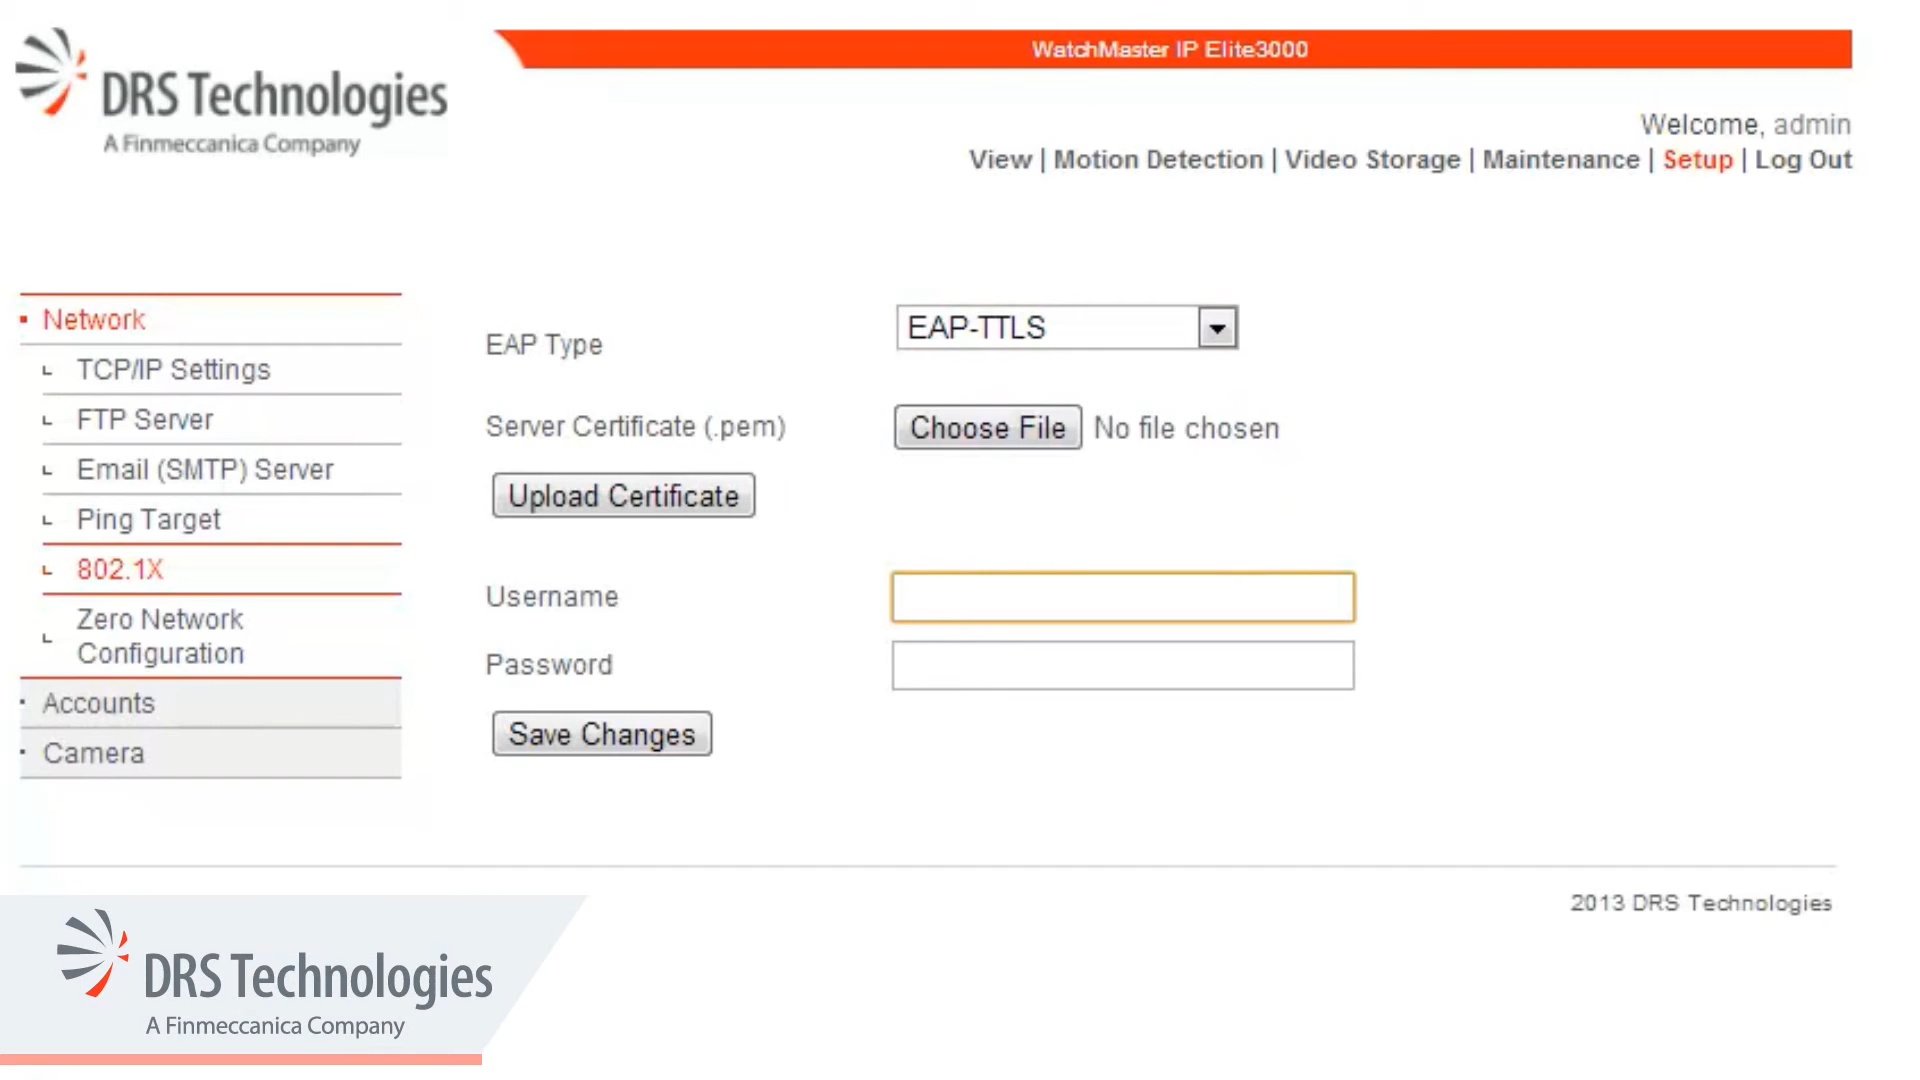 DRS Technologies
A Finmeccanica Company
WatchMaster IP Elite3000
Welcome, admin
View | Motion Detection | Video Storage | Maintenance | Setup | Log Out
Network
TCP/IP Settings
FTP Server
Email (SMTP) Server
Ping Target
802.1X
Zero Network
Configuration
Accounts
Camera
EAP Type
EAP-TTLS
Server Certificate (.pem)
Choose File No file chosen
Upload Certificate
Username
Password
Save Changes
2013 DRS Technologies
DRS Technologies
A Finmeccanica Company